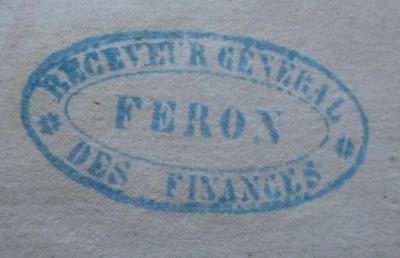 RECEVEUR GÉNÉRAL
FERON
DES FINANCES